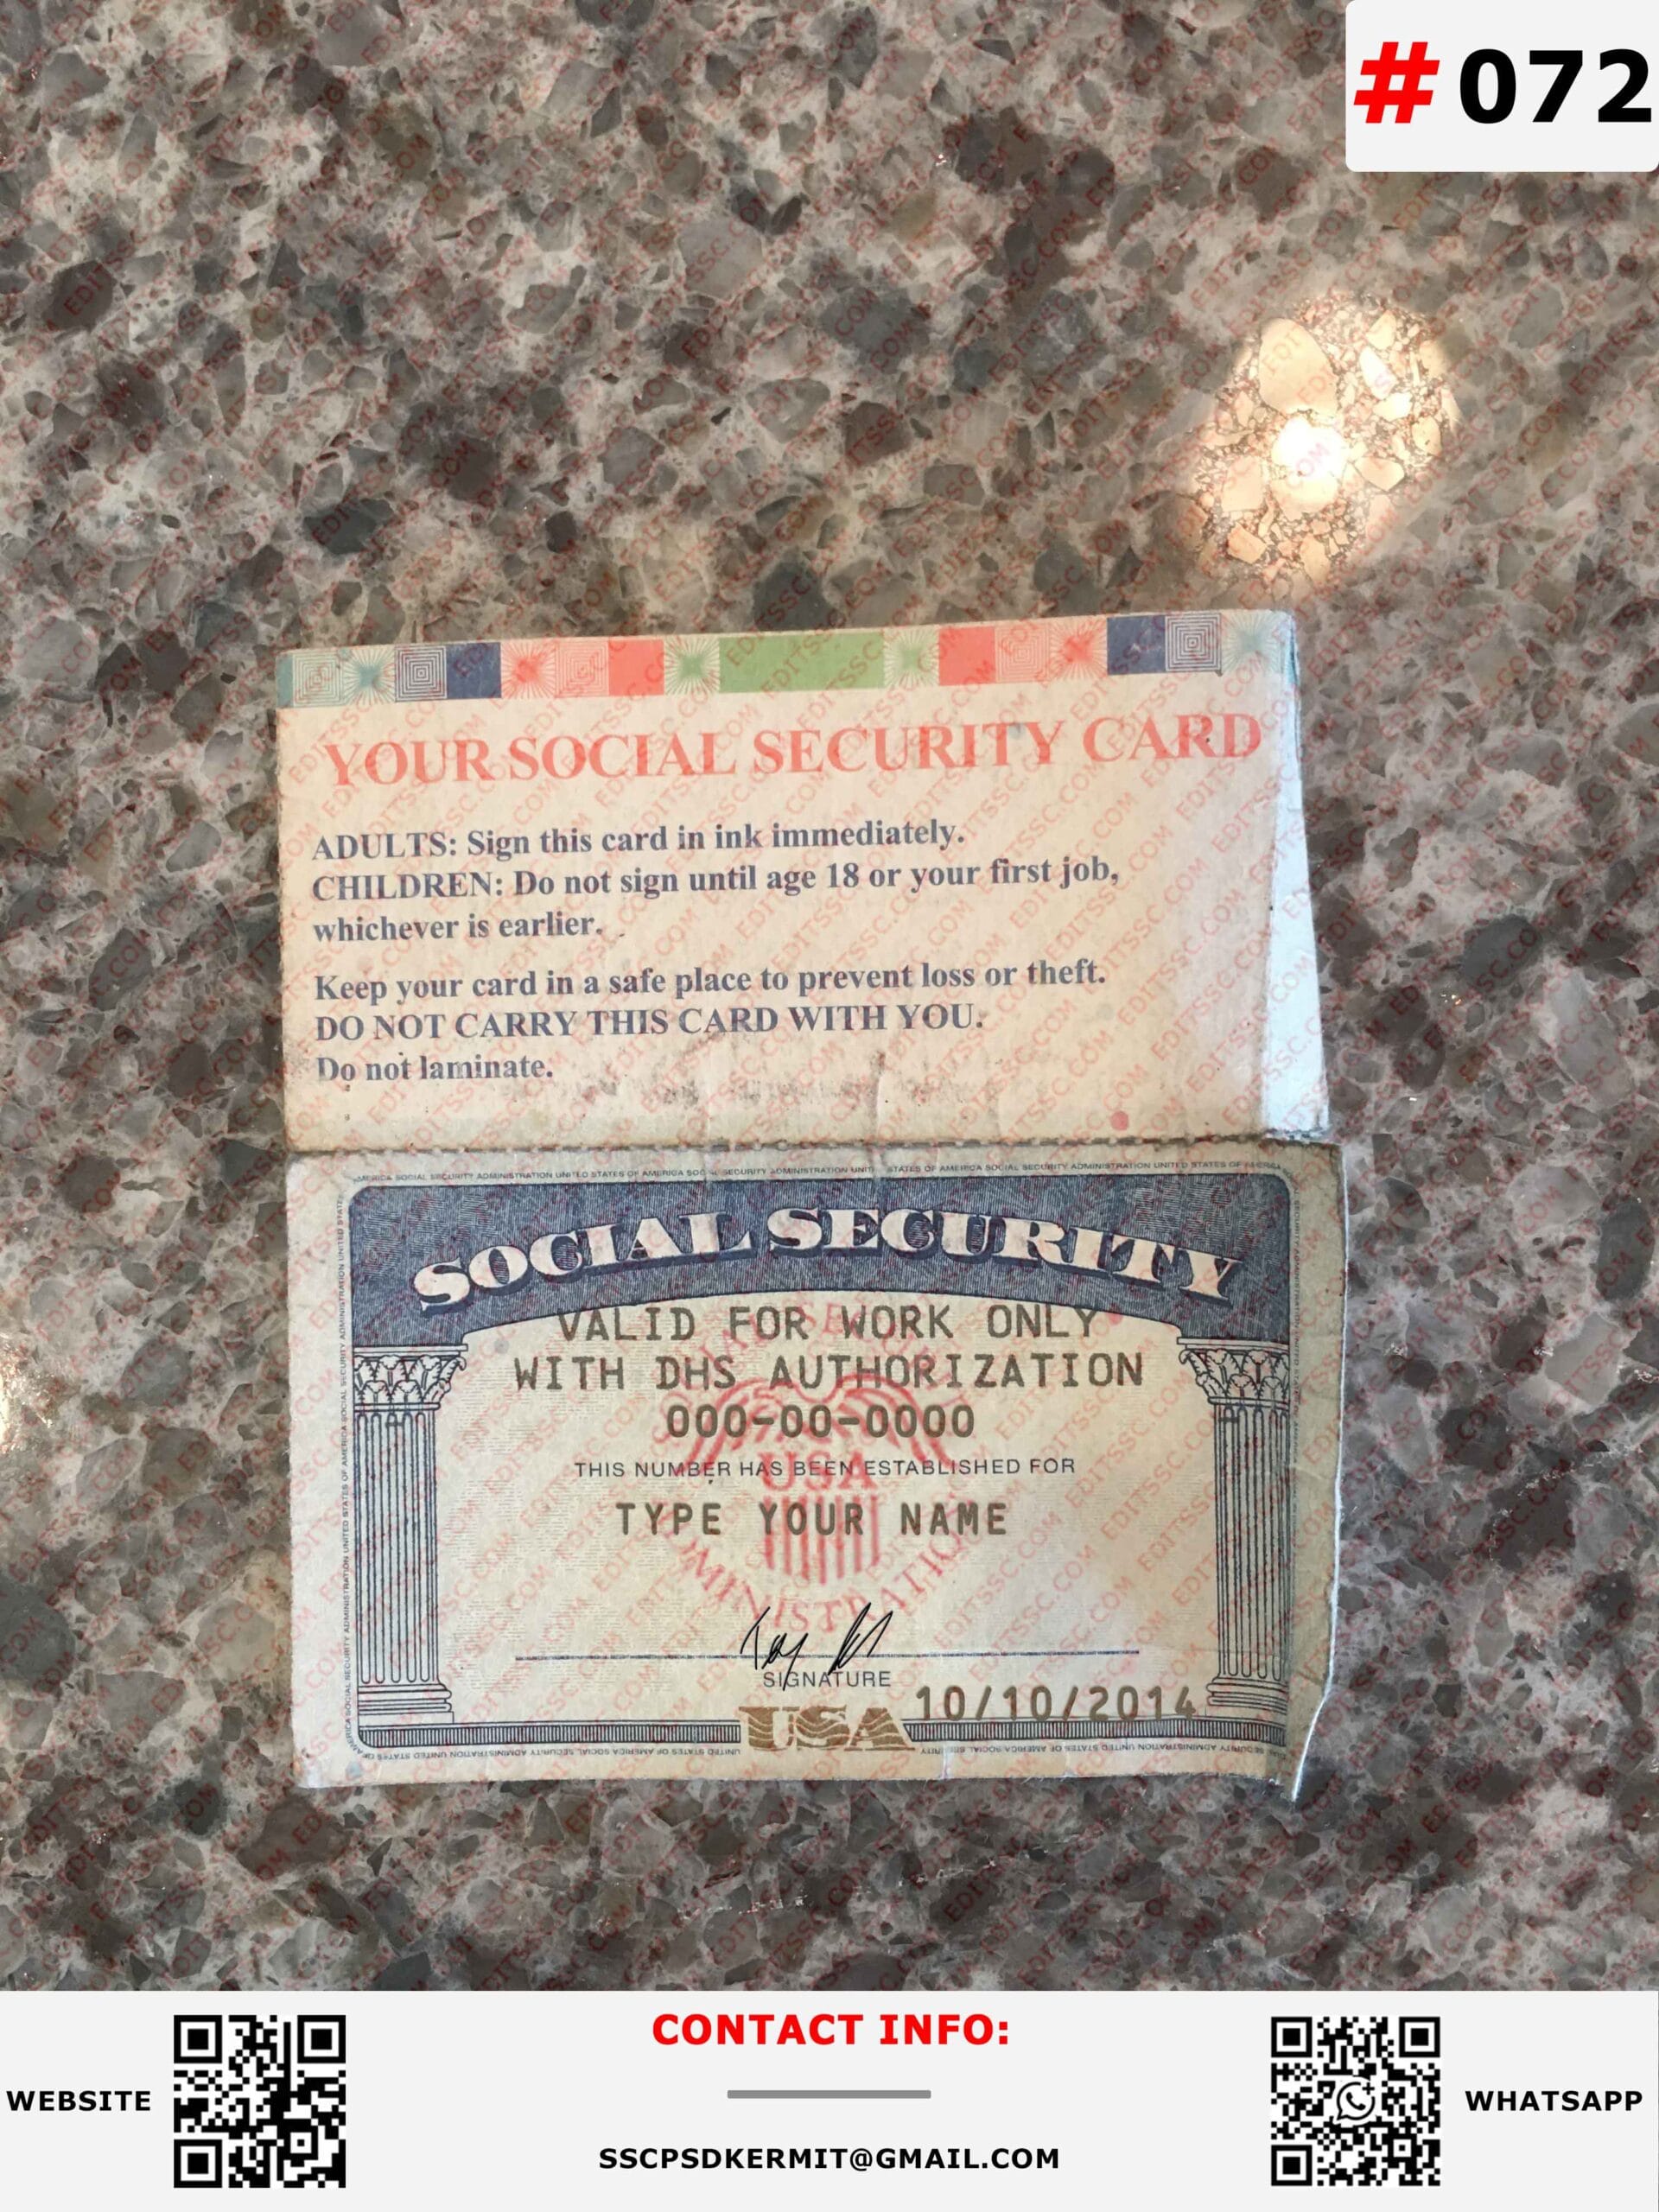 #072
YOUR SOCIAL SECURITY CARD
ADULTS: Sign this card in ink immediately.
CHILDREN: Do not sign until age 18 or your first job,
whichever is earlier.
Keep your card in a safe place to prevent loss or theft.
DO NOT CARRY THIS CARD WITH YOU.
Do not laminate.
SOCIAL SECURITY
VALID FOR WORK ONLY
WITH DHS AUTHORIZATION
000-00-0000
THIS NUMBER HAS BEEN ESTABLISHED FOR
TYPE YOUR NAME
USA
SIGNATURE
USA 10/10/2014
CONTACT INFO:
WEBSITE
WHATSAPP
SSCPSDKERMIT@GMAIL.COM
EDITSSC.COM